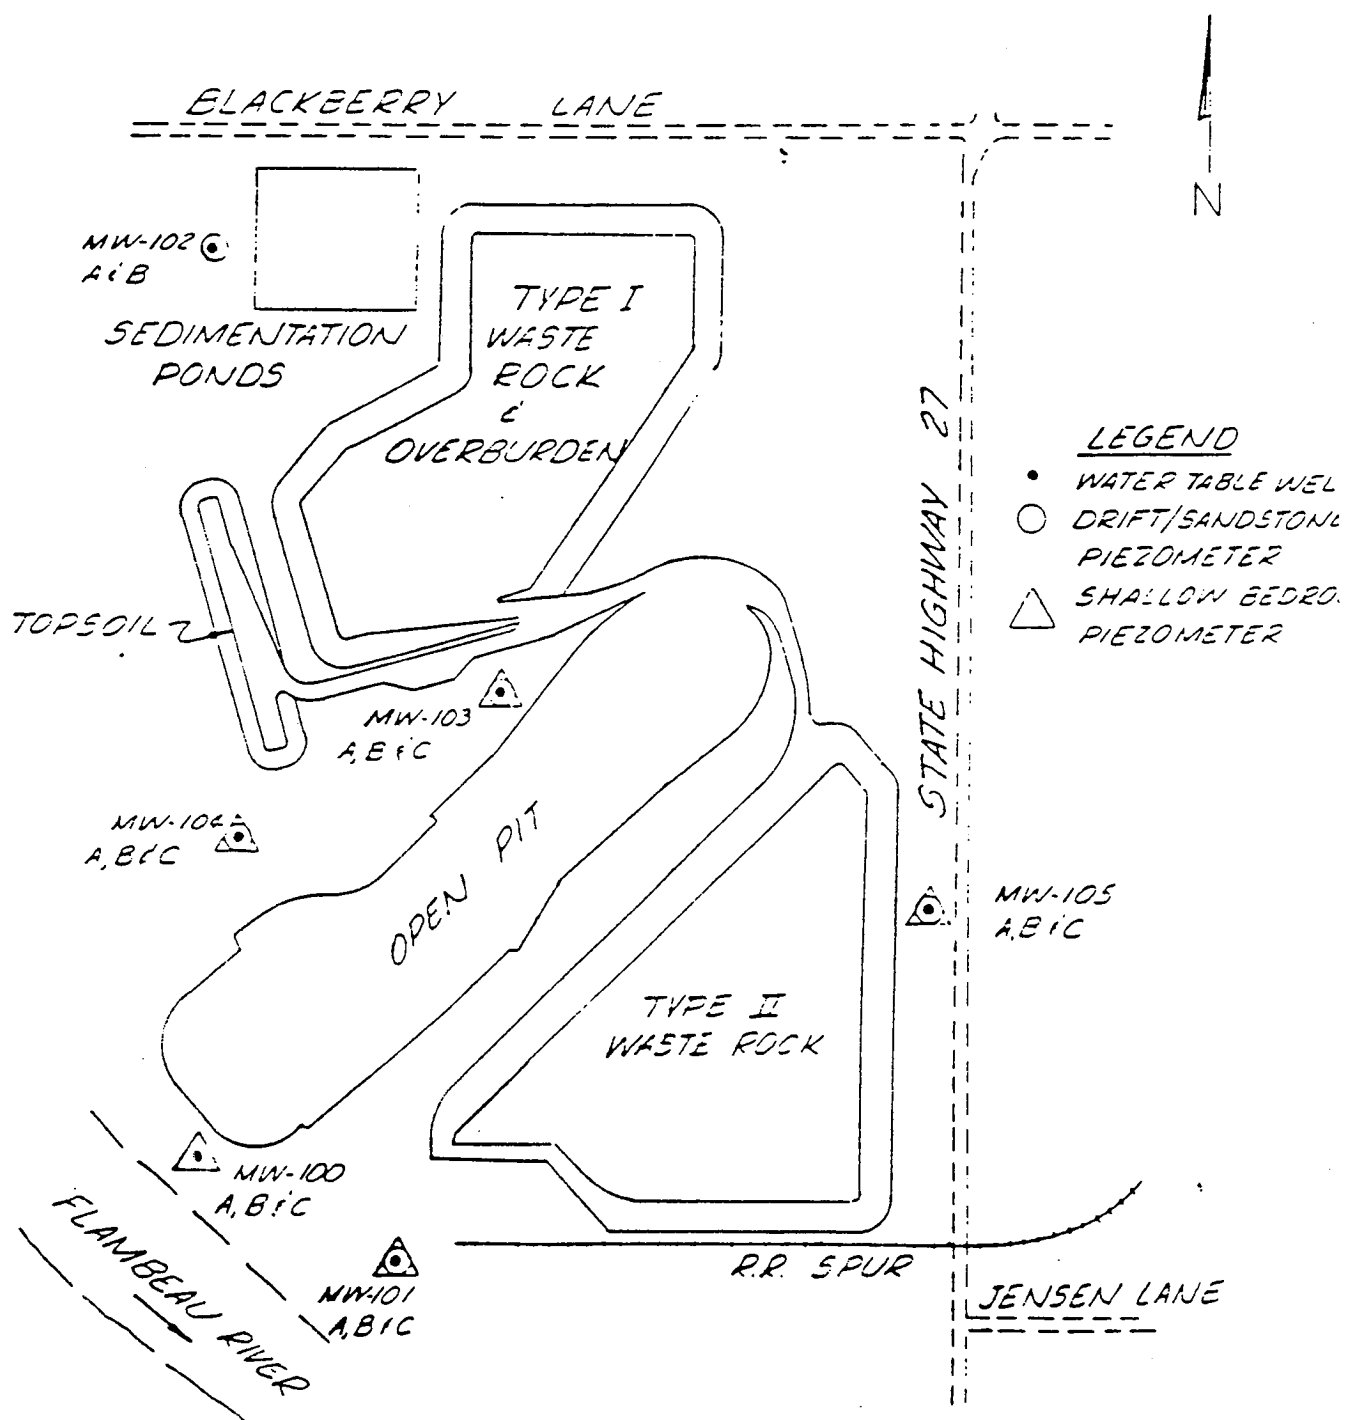 BLACKBERRY LANE
N
MW-102
A & B
SEDIMENTATION
PONDS
TYPE I
WASTE
ROCK
&
OVERBURDEN
STATE HIGHWAY 27
LEGEND
WATER TABLE WEL
DRIFT/SANDSTONE
PIEZOMETER
SHALLOW BEDRO
PIEZOMETER
TOPSOIL
MW-103
A, B & C
MW-104
A, B & C
OPEN PIT
MW-105
A, B & C
TYPE II
WASTE ROCK
MW-100
A, B & C
FLAMBEAU RIVER
MW-101
A, B & C
R.R. SPUR
JENSEN LANE